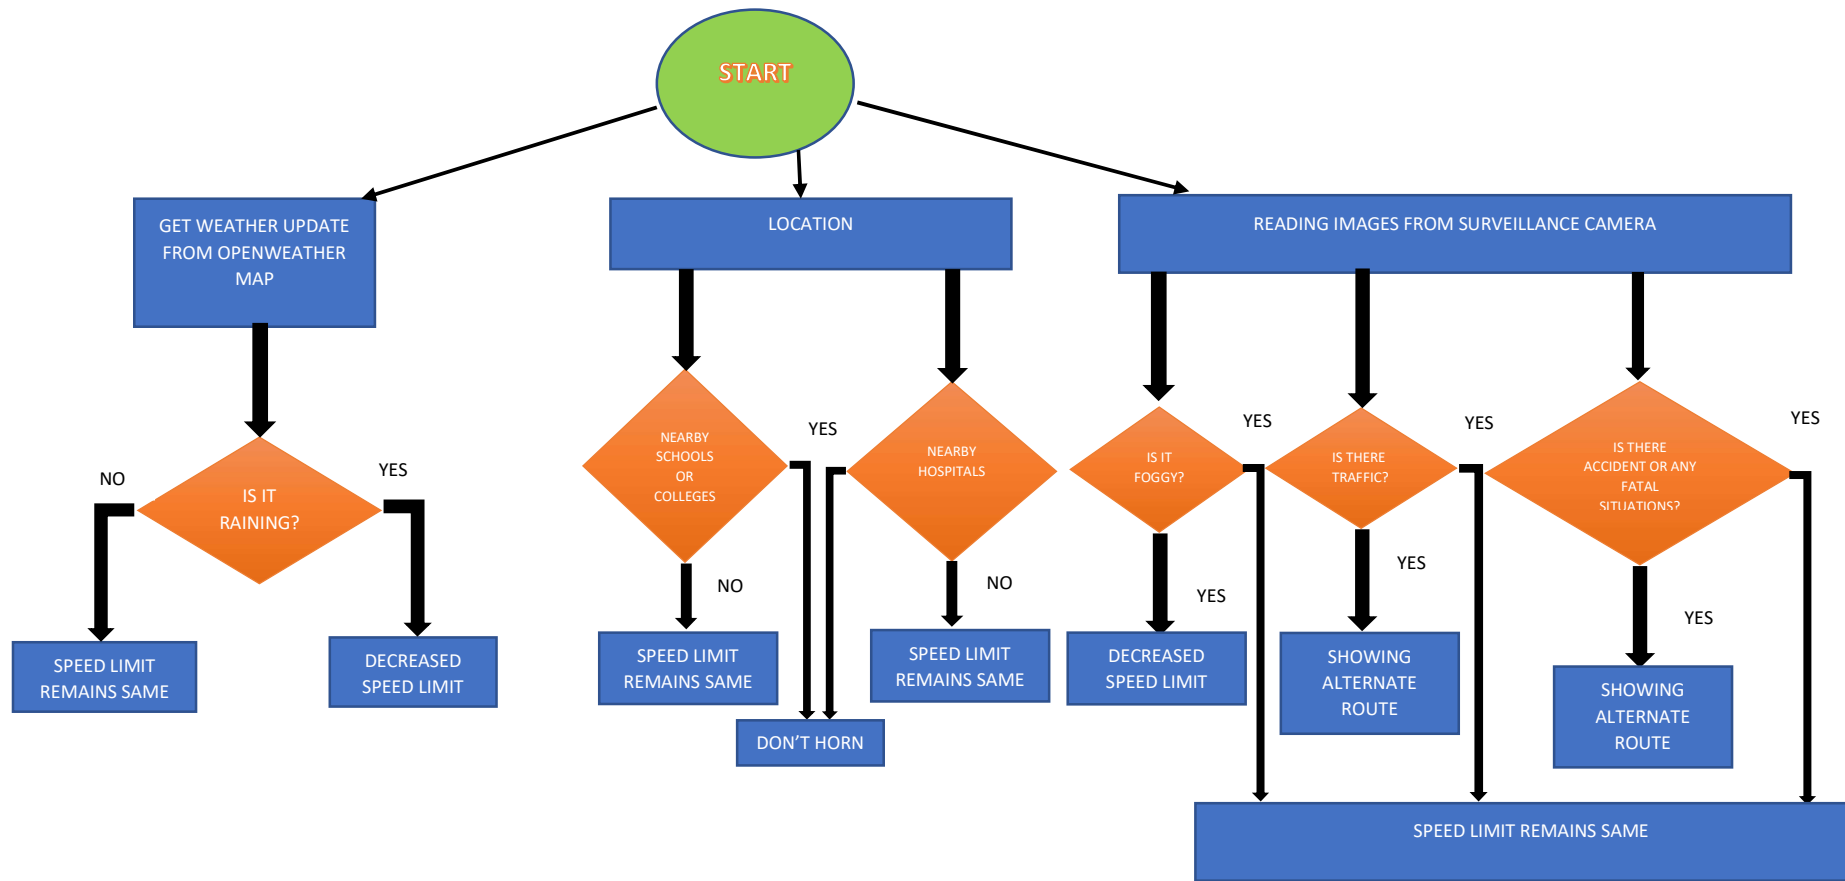 START
GET WEATHER UPDATE
FROM OPENWEATHER
MAP
LOCATION
READING IMAGES FROM SURVEILLANCE CAMERA
NO
YES
IS IT
RAINING?
SPEED LIMIT
REMAINS SAME
DECREASED
SPEED LIMIT
NEARBY
SCHOOLS
OR
COLLEGES
YES
NEARBY
HOSPITALS
NO
NO
SPEED LIMIT
REMAINS SAME
SPEED LIMIT
REMAINS SAME
DON'T HORN
IS IT
FOGGY?
YES
IS THERE
TRAFFIC?
YES
IS THERE
ACCIDENT OR ANY
FATAL
SITUATIONS?
YES
YES
YES
YES
DECREASED
SPEED LIMIT
SHOWING
ALTERNATE
ROUTE
SHOWING
ALTERNATE
ROUTE
SPEED LIMIT REMAINS SAME